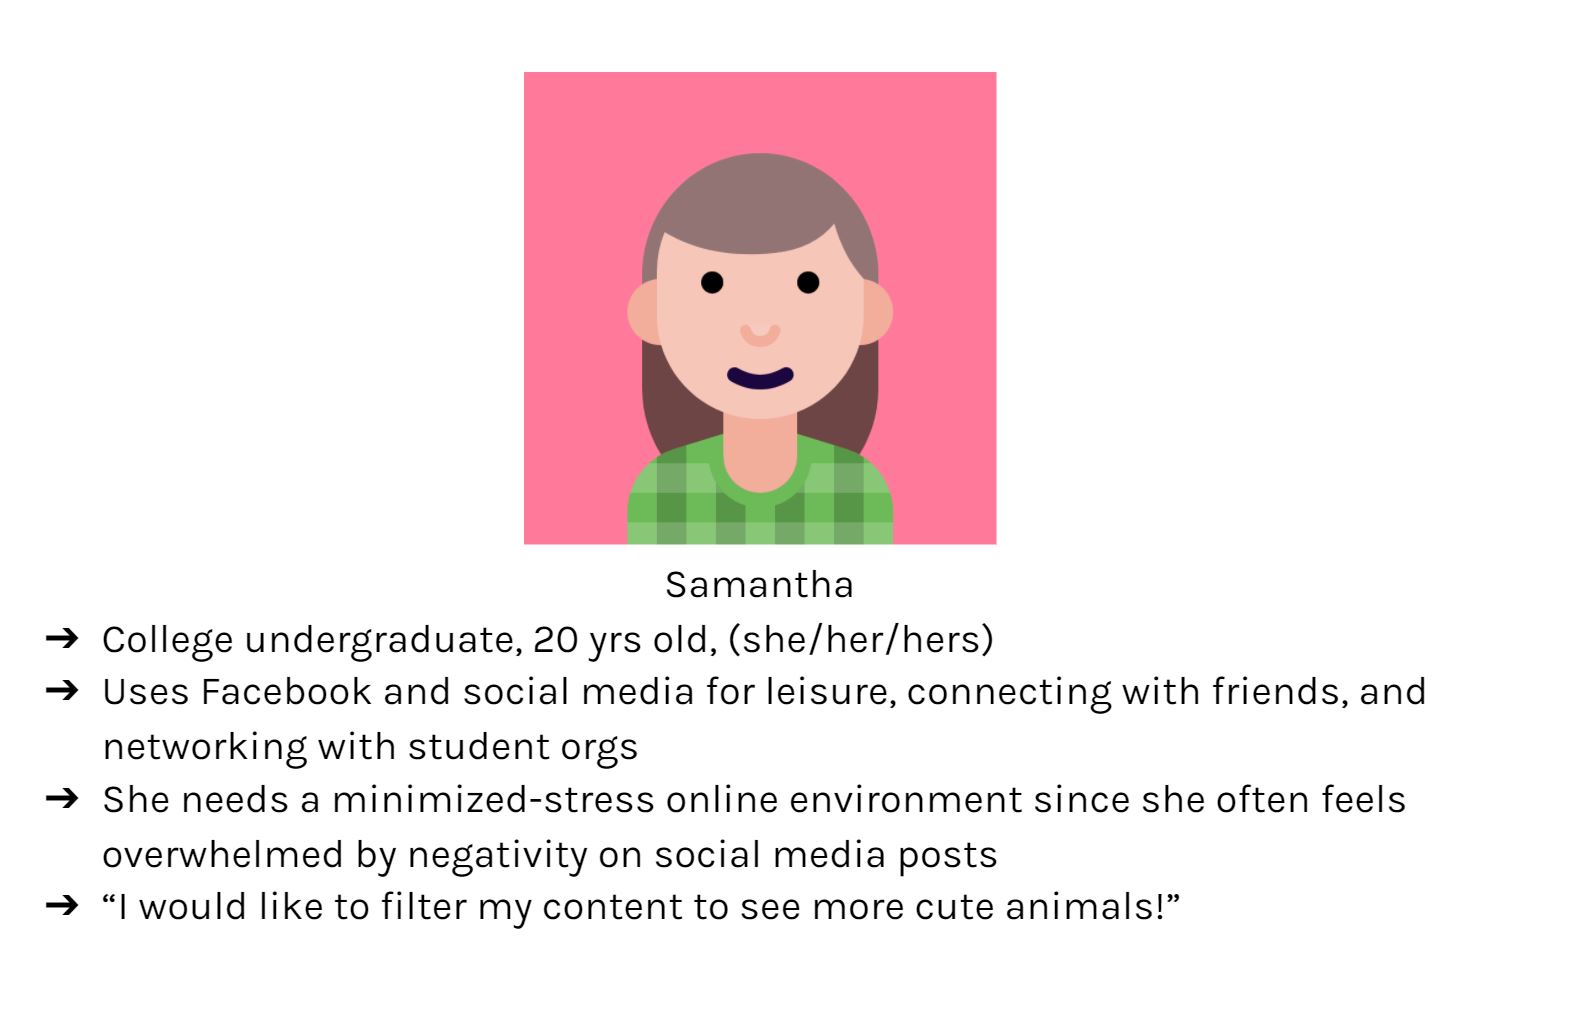 Samantha
➔ College undergraduate, 20 yrs old, (she/her/hers)
➔ Uses Facebook and social media for leisure, connecting with friends, and
networking with student orgs
➔ She needs a minimized-stress online environment since she often feels
overwhelmed by negativity on social media posts
➔ “I would like to filter my content to see more cute animals!”